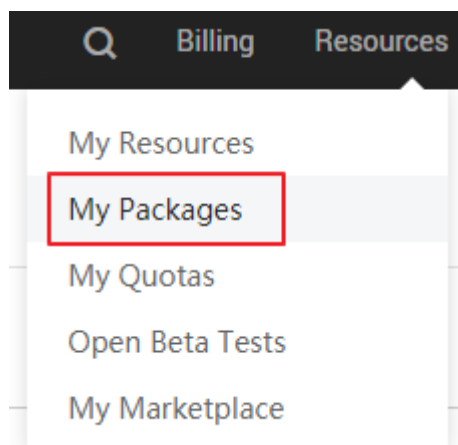 Billing Resources
My Resources
My Packages
My Quotas
Open Beta Tests
My Marketplace